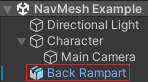 NavMesh Example
Directional Light
Character
Main Camera
Back Rampart